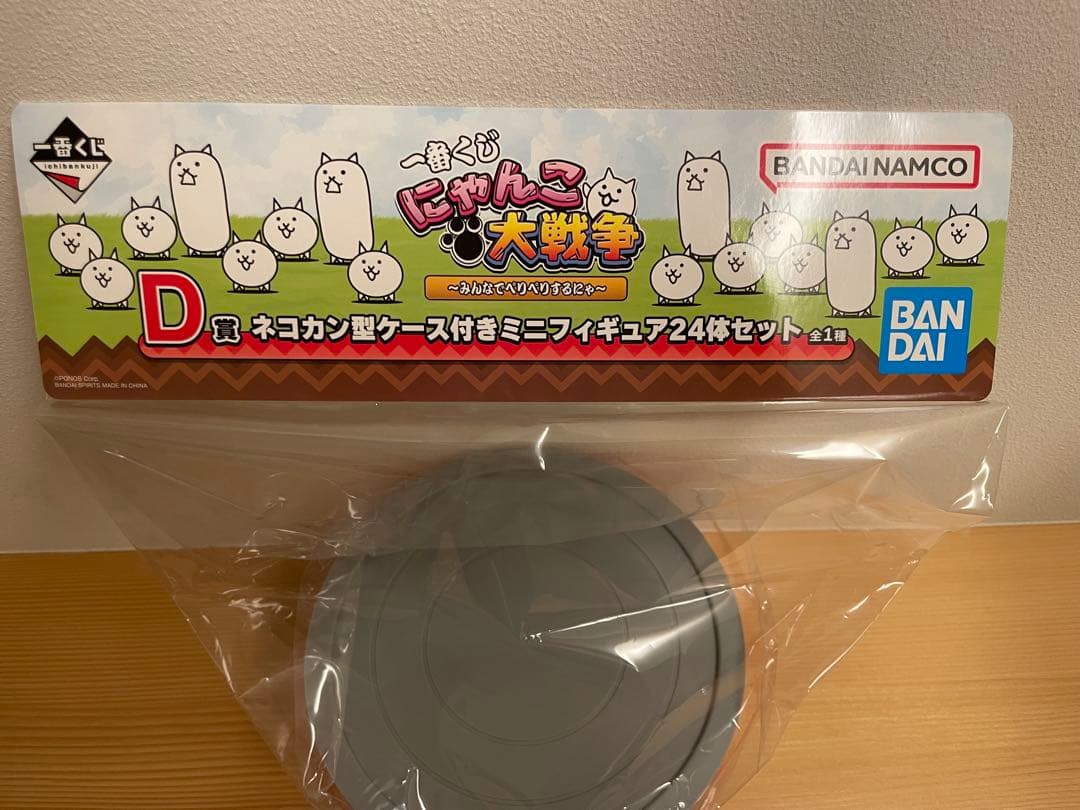 一番くじ
ichibankuji
一番くじ
にゃんこ
大戦争
～みんなでぺりぺりするにゃ～
BANDAI NAMCO
D賞 ネコカン型ケース付きミニフィギュア24体セット 全1種
BAN
DAI
©PONOS Corp.
BANDAI SPIRITS MADE IN CHINA